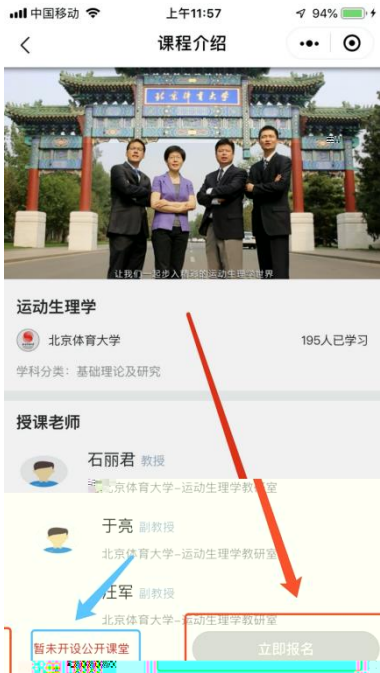 中国移动 上午11:57 94%
课程介绍
北京体育大学
让我们一起步入精湛的运动生理学世界
运动生理学
北京体育大学 195人已学习
学科分类：基础理论及研究
授课老师
石丽君 教授
京体育大学-运动生理学教研室
于亮 副教授
北京体育大学-运动生理学教研室
汪军 副教授
北京体育大学-运动生理学教研室
暂未开设公开课堂 立即报名